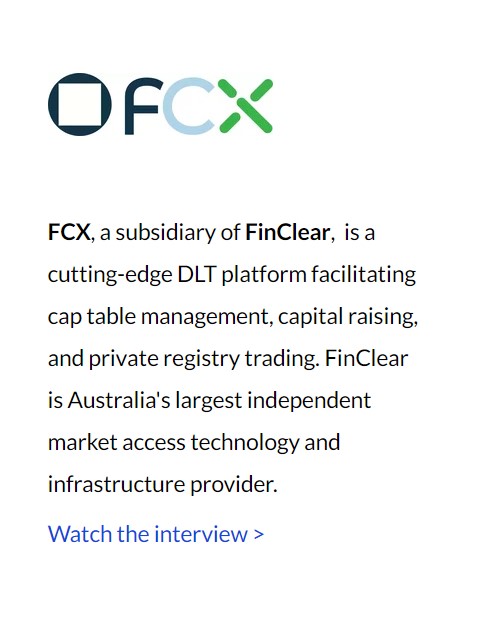 FCX
FCX, a subsidiary of FinClear,  is a
cutting-edge DLT platform facilitating
cap table management, capital raising,
and private registry trading. FinClear
is Australia's largest independent
market access technology and
infrastructure provider.
Watch the interview >